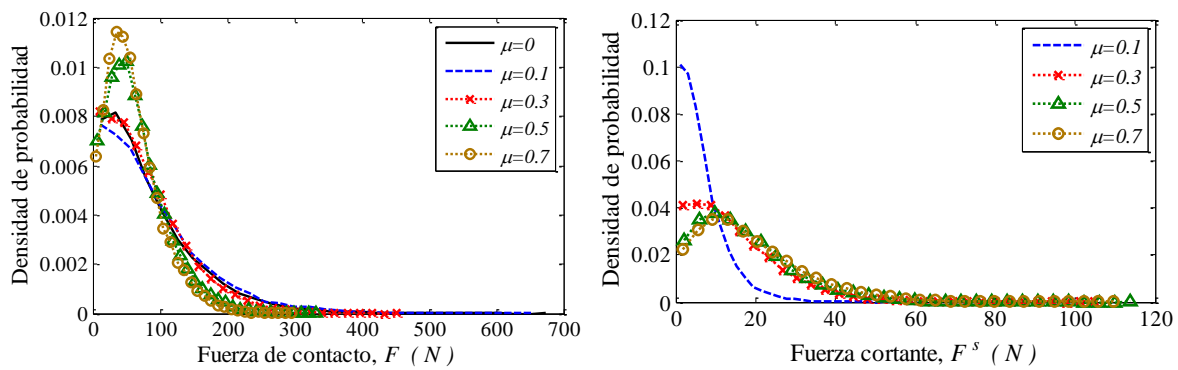 0.012
0.01
0.008
0.006
0.004
0.002
0
0
100
200
300
400
500
600
700
Densidad de probabilidad
Fuerza de contacto, F ( N )
μ=0
μ=0.1
μ=0.3
μ=0.5
μ=0.7
0.12
0.1
0.08
0.06
0.04
0.02
0
0
20
40
60
80
100
120
Densidad de probabilidad
Fuerza cortante, F s ( N )
μ=0.1
μ=0.3
μ=0.5
μ=0.7